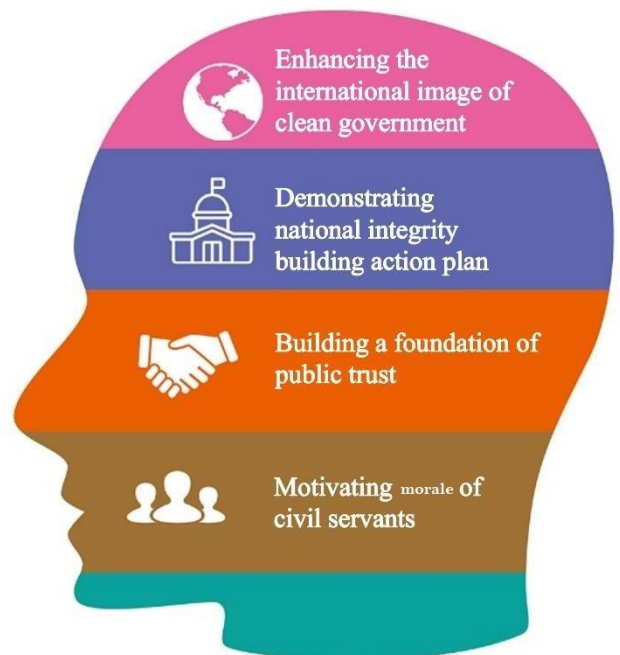 Enhancing the
international image of
clean government
Demonstrating
national integrity
building action plan
Building a foundation of
public trust
Motivating morale of
civil servants